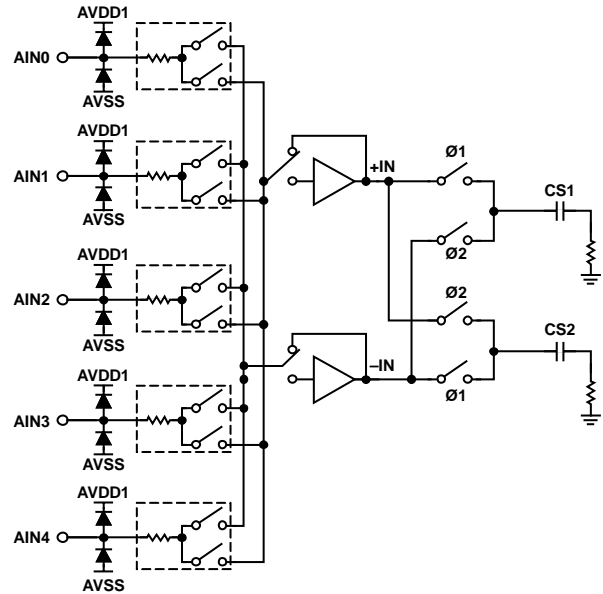 AVDD1
AIN0
AVSS
AVDD1
AIN1
AVSS
+IN
Ø1
CS1
Ø2
AVDD1
AIN2
AVSS
Ø2
CS2
–IN
Ø1
AVDD1
AIN3
AVSS
AVDD1
AIN4
AVSS